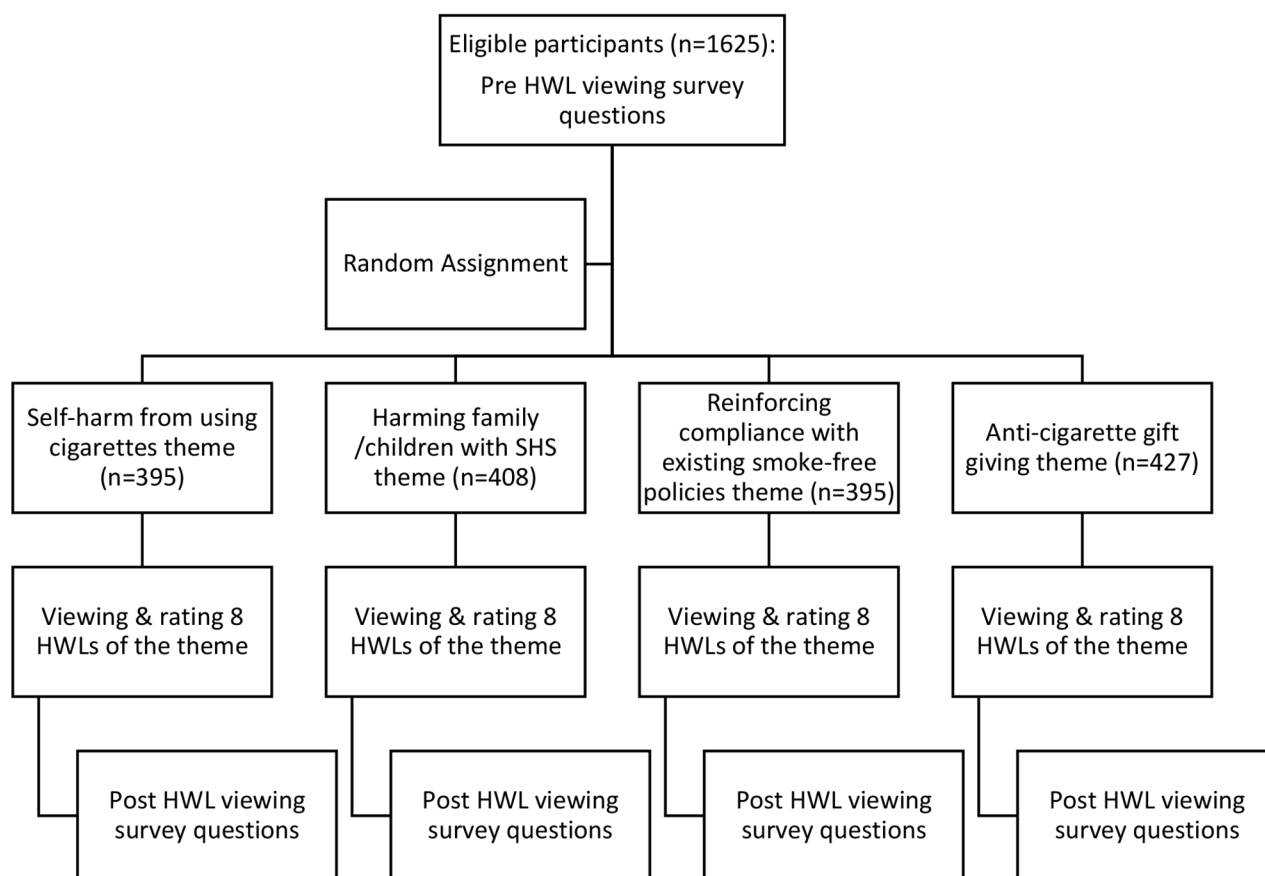 Eligible participants (n=1625):
Pre HWL viewing survey
questions
Random Assignment
Self-harm from using
cigarettes theme
(n=395)
Harming family
/children with SHS
theme (n=408)
Reinforcing
compliance with
existing smoke-free
policies theme (n=395)
Anti-cigarette gift
giving theme (n=427)
Viewing & rating 8
HWLs of the theme
Viewing & rating 8
HWLs of the theme
Viewing & rating 8
HWLs of the theme
Viewing & rating 8
HWLs of the theme
Post HWL viewing
survey questions
Post HWL viewing
survey questions
Post HWL viewing
survey questions
Post HWL viewing
survey questions